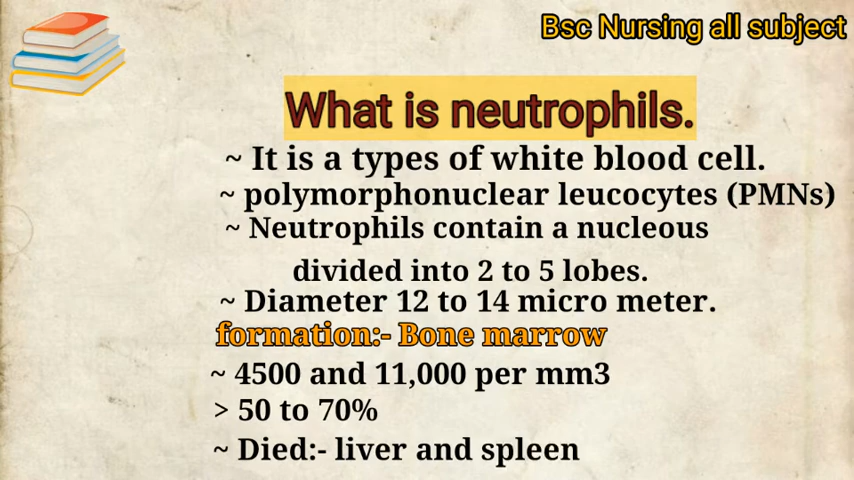 Bsc Nursing all subject
What is neutrophils.
~ It is a types of white blood cell.
~ polymorphonuclear leucocytes (PMNs)
~ Neutrophils contain a nucleous
divided into 2 to 5 lobes.
~ Diameter 12 to 14 micro meter.
formation:- Bone marrow
~ 4500 and 11,000 per mm3
> 50 to 70%
~ Died:- liver and spleen